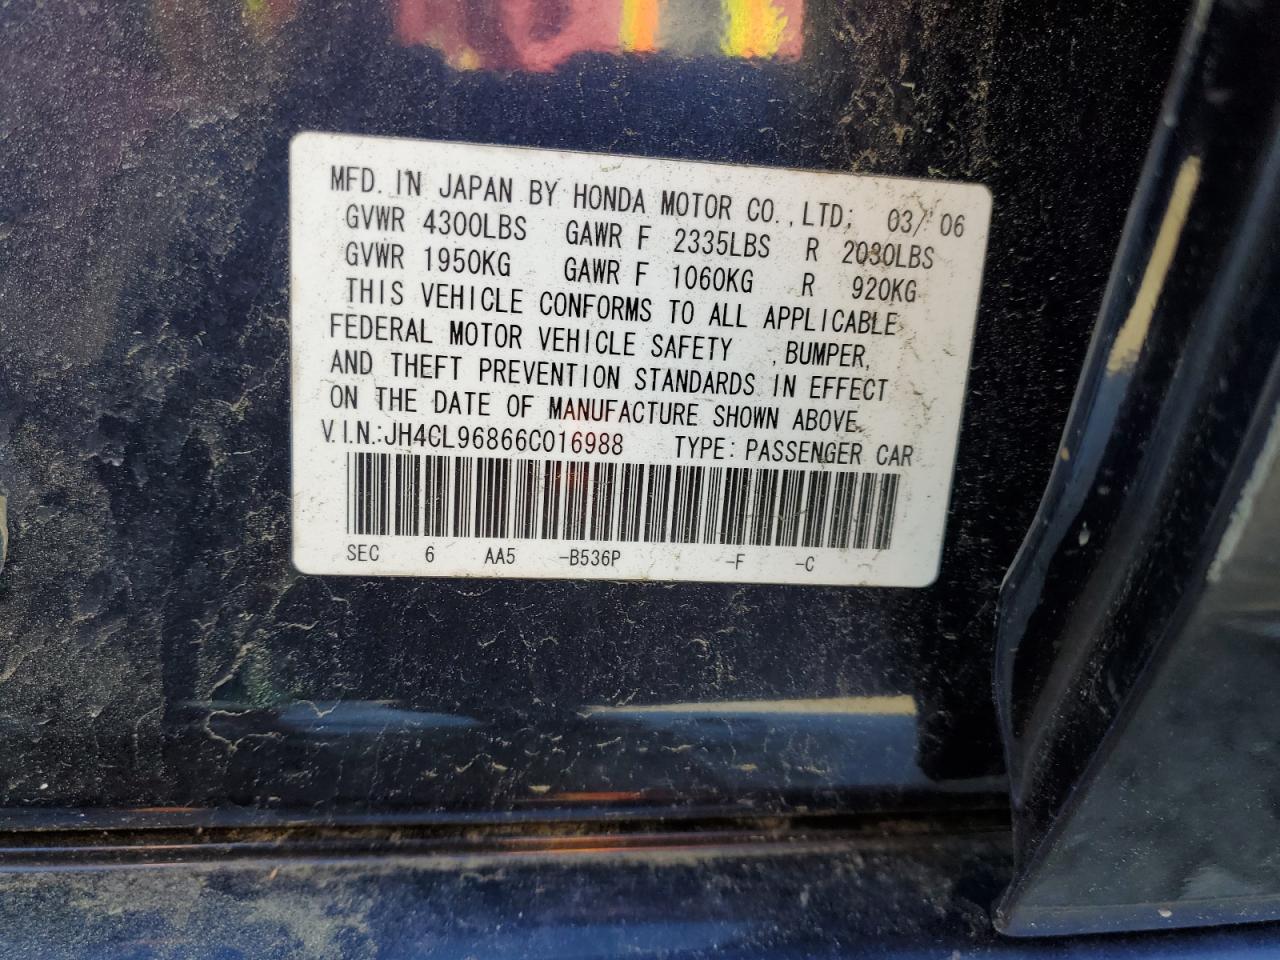 MFD. IN JAPAN BY HONDA MOTOR CO., LTD; 03/ 06
GVWR 4300LBS GAWR F 2335LBS R 2030LBS
GVWR 1950KG GAWR F 1060KG R 920KG
THIS VEHICLE CONFORMS TO ALL APPLICABLE
FEDERAL MOTOR VEHICLE SAFETY , BUMPER,
AND THEFT PREVENTION STANDARDS IN EFFECT
ON THE DATE OF MANUFACTURE SHOWN ABOVE.
V.I.N.:JH4CL96866C016988 TYPE:PASSENGER CAR
SEC 6 AA5 -B536P -F -C